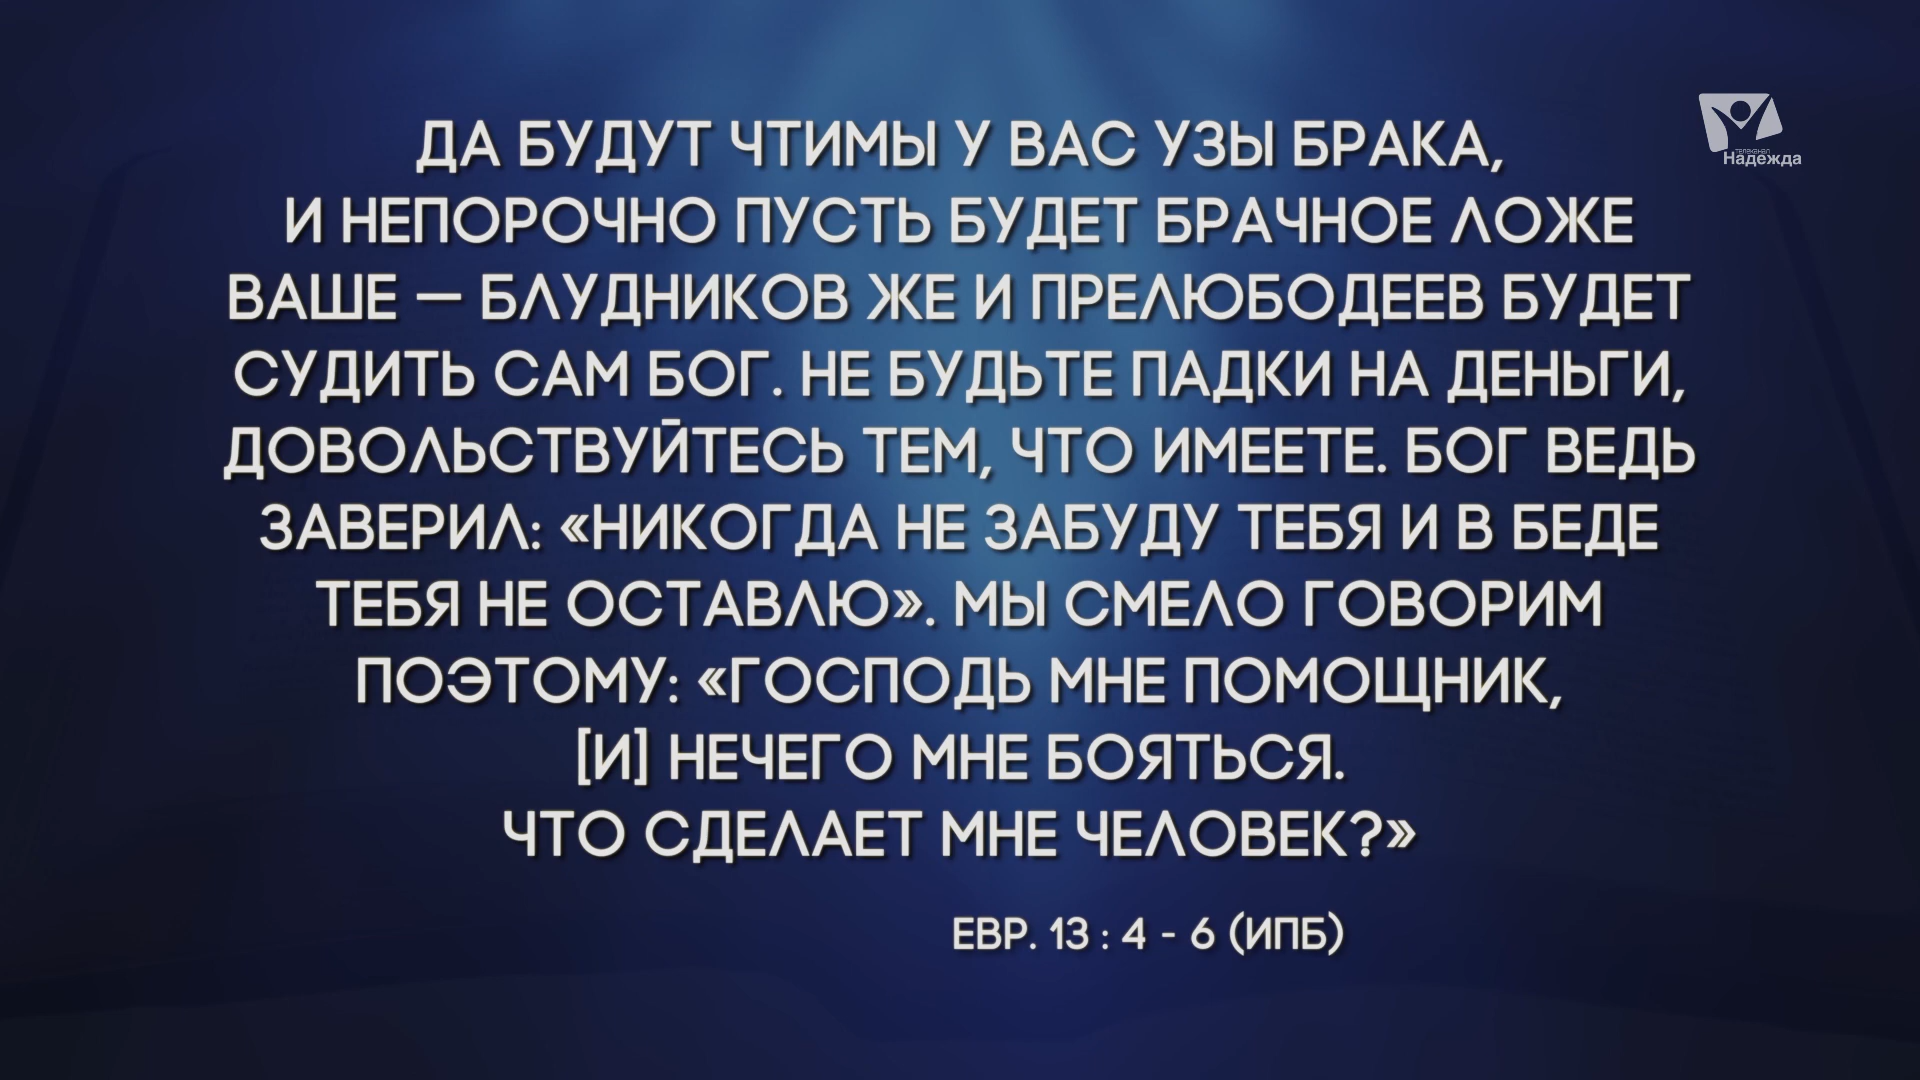 ДА БУДУТ ЧТИМЫ У ВАС УЗЫ БРАКА,
И НЕПОРОЧНО ПУСТЬ БУДЕТ БРАЧНОЕ ЛОЖЕ
ВАШЕ — БЛУДНИКОВ ЖЕ И ПРЕЛЮБОДЕЕВ БУДЕТ
СУДИТЬ САМ БОГ. НЕ БУДЬТЕ ПАДКИ НА ДЕНЬГИ,
ДОВОЛЬСТВУЙТЕСЬ ТЕМ, ЧТО ИМЕЕТЕ. БОГ ВЕДЬ
ЗАВЕРИЛ: «НИКОГДА НЕ ЗАБУДУ ТЕБЯ И В БЕДЕ
ТЕБЯ НЕ ОСТАВЛЮ». МЫ СМЕЛО ГОВОРИМ
ПОЭТОМУ: «ГОСПОДЬ МНЕ ПОМОЩНИК,
[И] НЕЧЕГО МНЕ БОЯТЬСЯ.
ЧТО СДЕЛАЕТ МНЕ ЧЕЛОВЕК?»
ЕВР. 13 : 4 - 6 (ИПБ)
ТЕЛЕКАНАЛ
Надежда